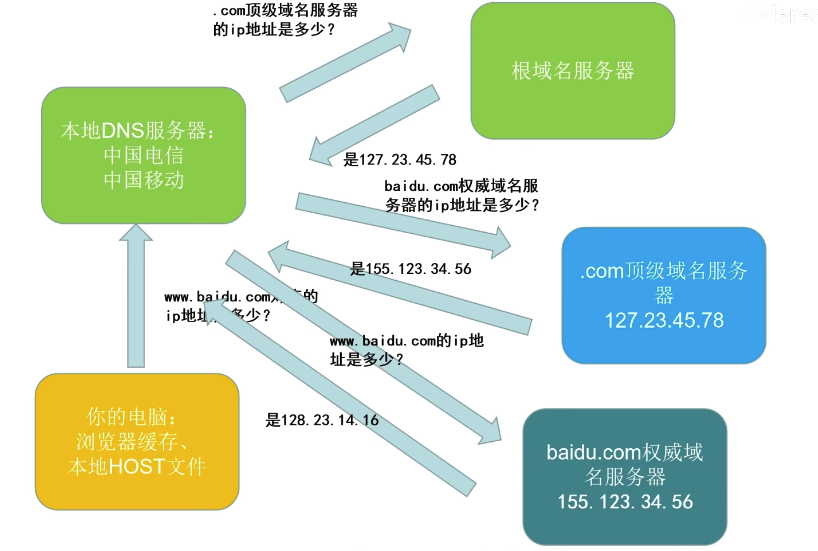 .com顶级域名服务器
的ip地址是多少?
根域名服务器
本地DNS服务器:
中国电信
中国移动
是127.23.45.78
baidu.com权威域名服
务器的ip地址是多少?
.com顶级域名服务
器
127.23.45.78
是155.123.34.56
www.baidu.com对应的
ip地址是多少?
www.baidu.com的ip地
址是多少?
你的电脑:
浏览器缓存、
本地HOST文件
是128.23.14.16
baidu.com权威域
名服务器
155.123.34.56